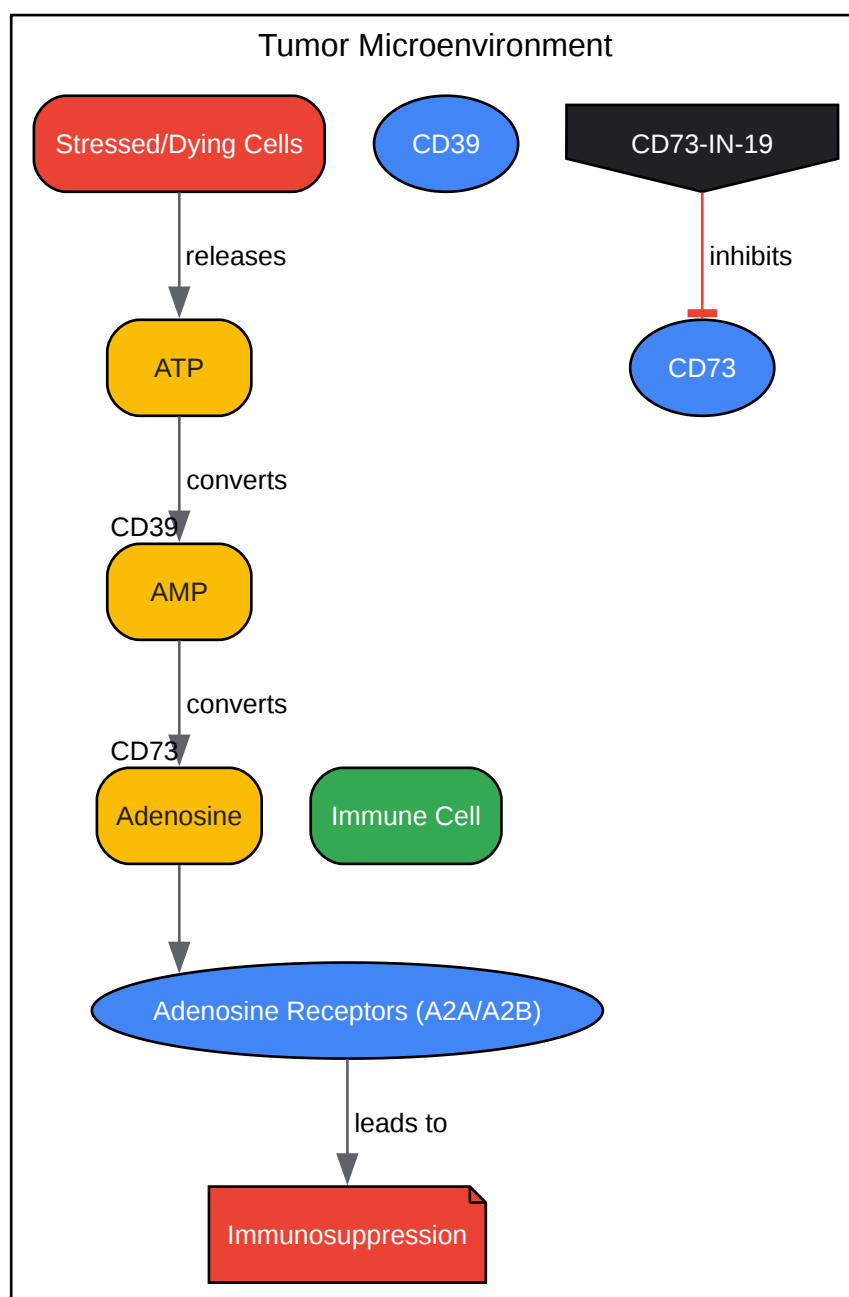 Tumor Microenvironment
Stressed/Dying Cells
CD39
CD73-IN-19
releases
inhibits
ATP
CD73
converts
CD39
AMP
converts
CD73
Adenosine
Immune Cell
Adenosine Receptors (A2A/A2B)
leads to
Immunosuppression